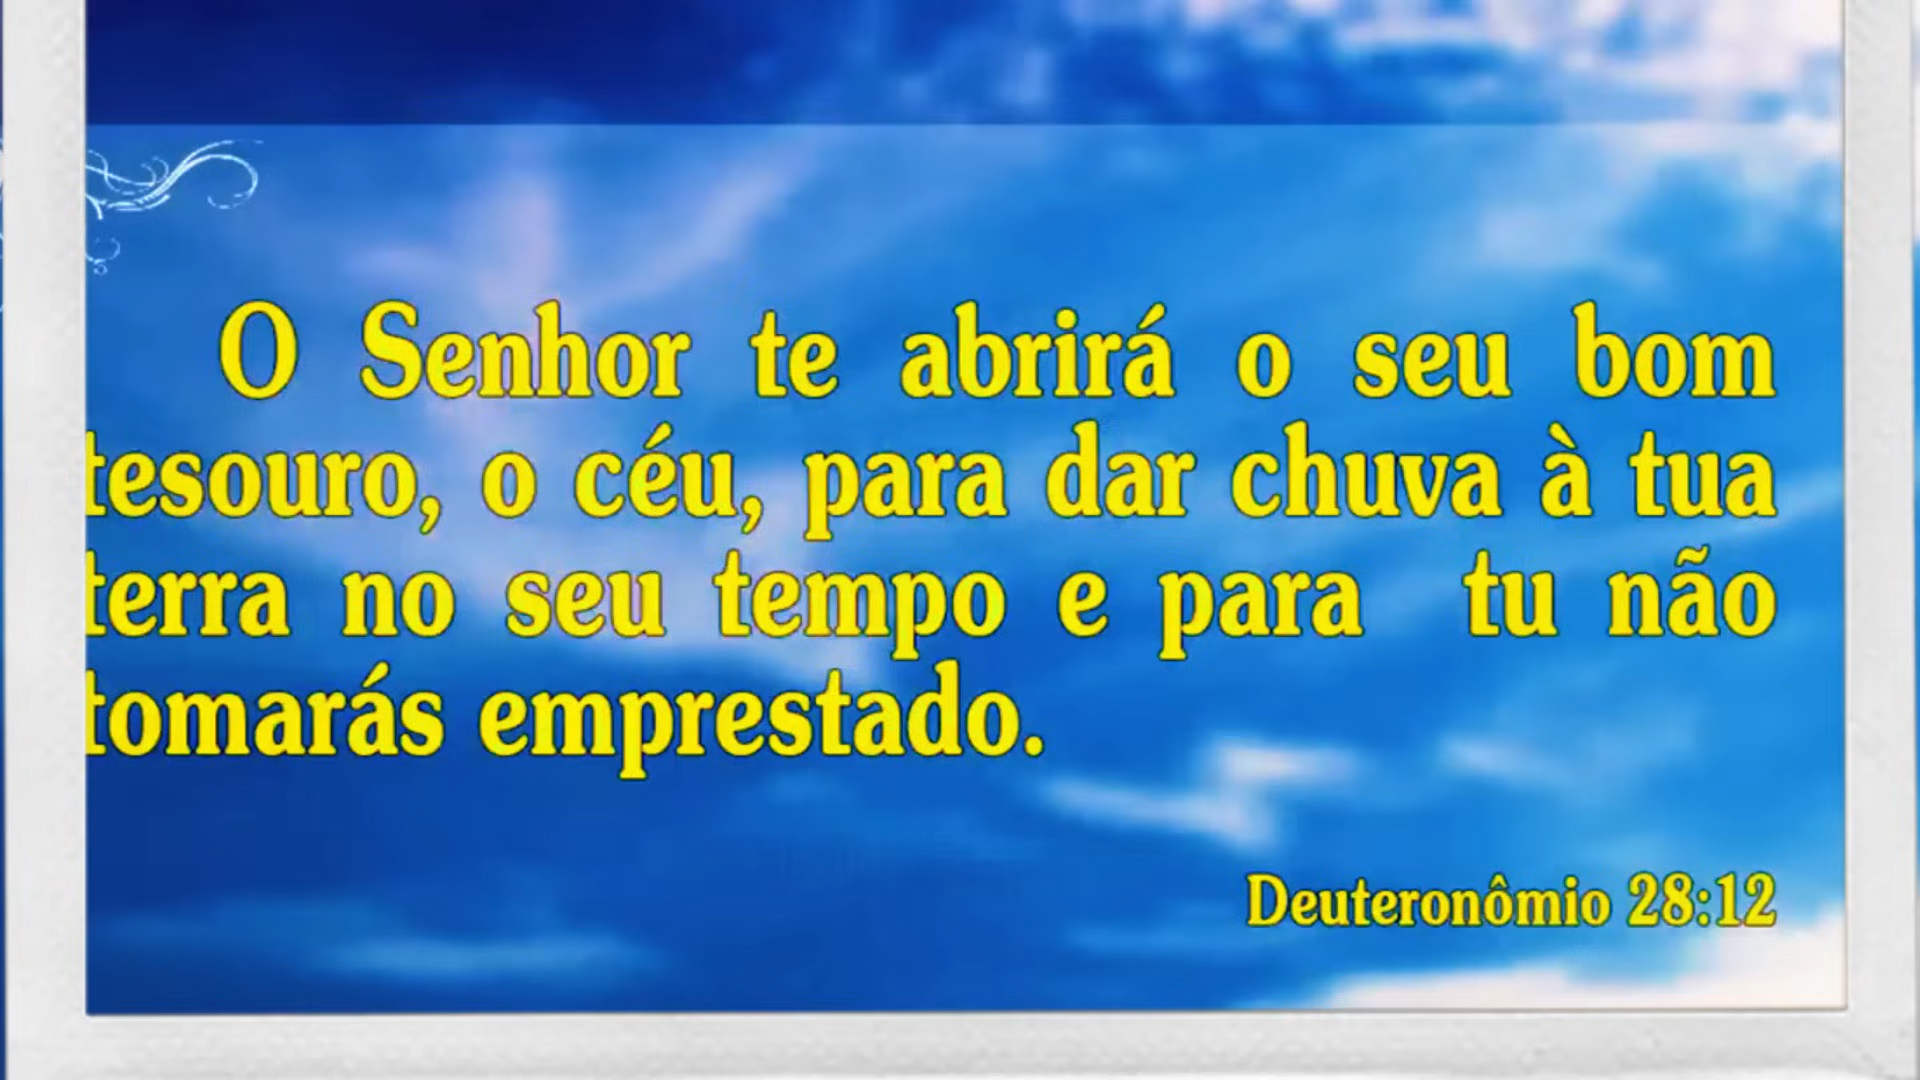 O Senhor te abrirá o seu bom
tesouro, o céu, para dar chuva à tua
terra no seu tempo e para tu não
tomarás emprestado.
Deuteronômio 28:12